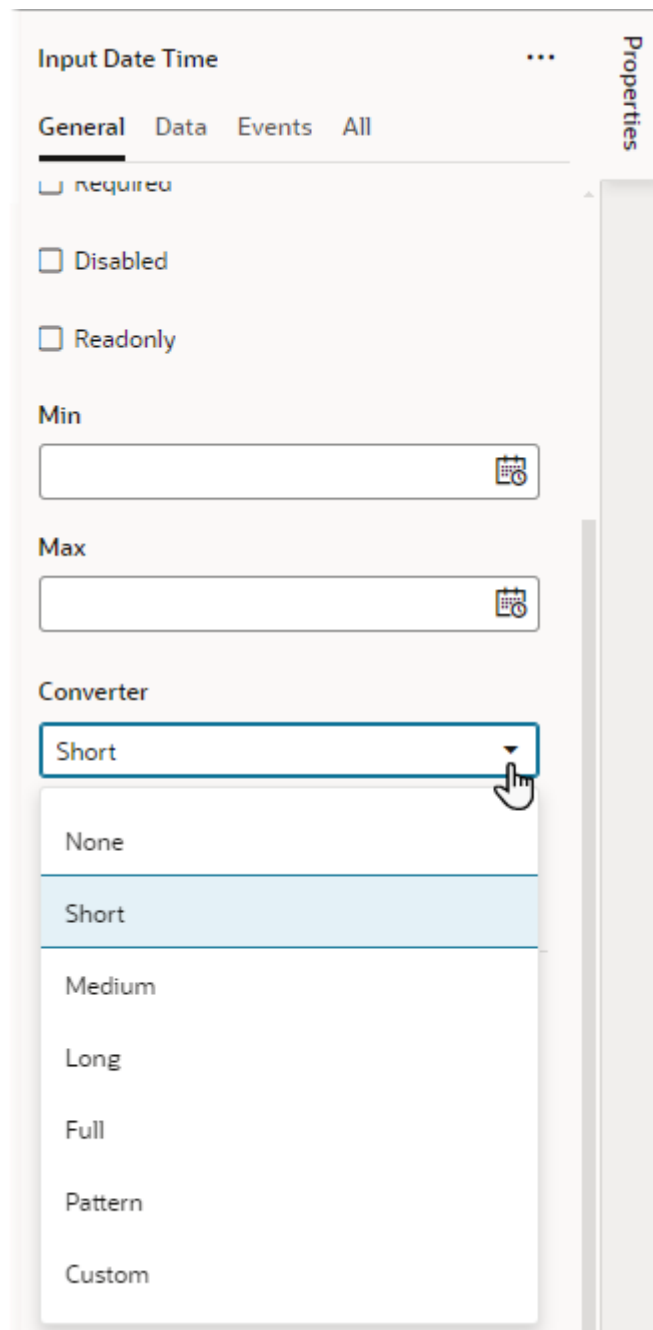 Input Date Time
Properties
General Data Events All
Required
Disabled
Readonly
Min
Max
Converter
Short
None
Short
Medium
Long
Full
Pattern
Custom